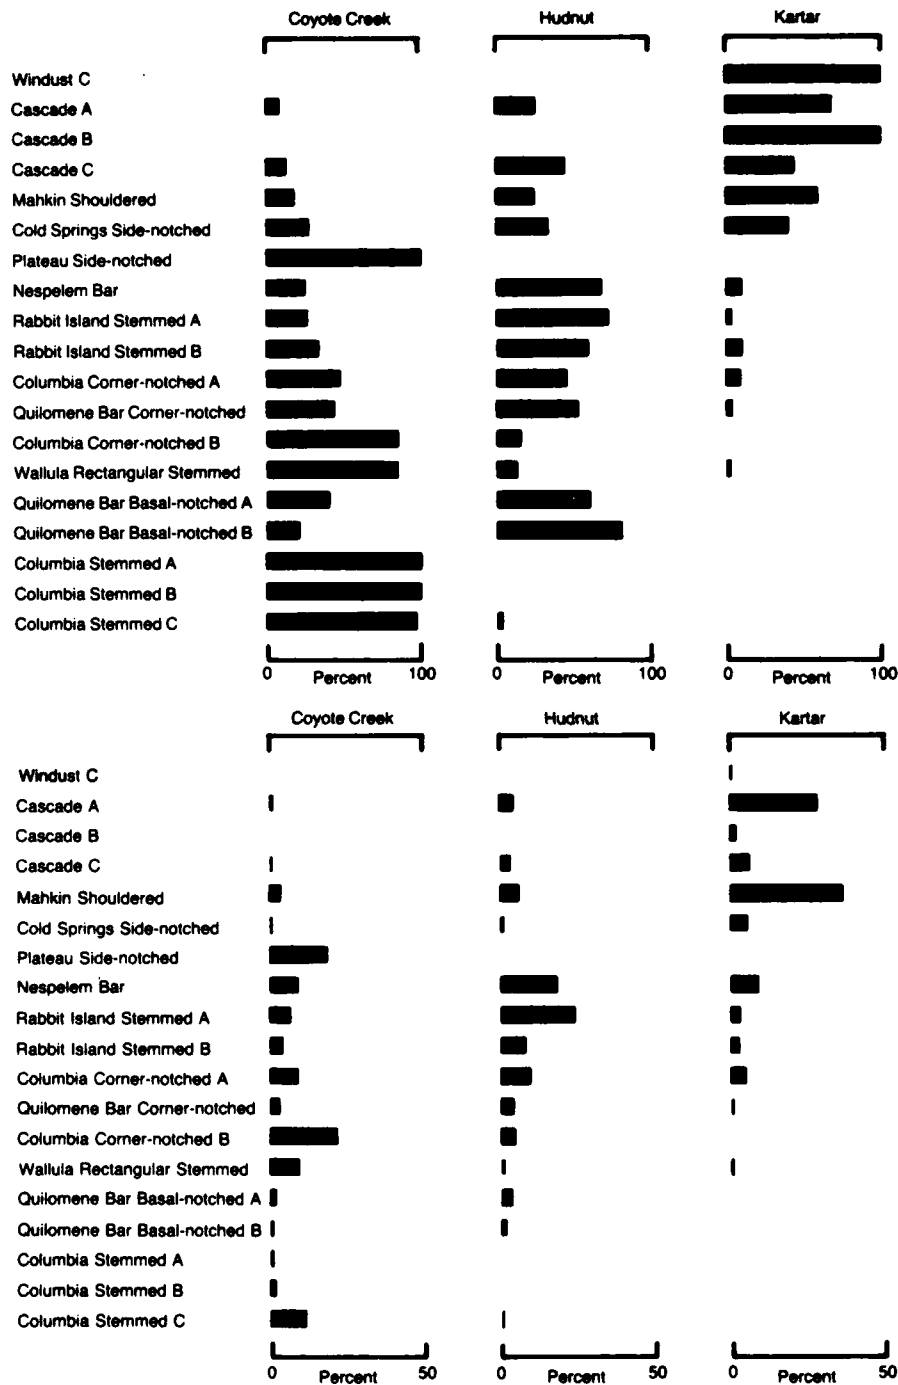 Coyote Creek Hudnut Kartar
Windust C
Cascade A
Cascade B
Cascade C
Mahkin Shouldered
Cold Springs Side-notched
Plateau Side-notched
Nespelem Bar
Rabbit Island Stemmed A
Rabbit Island Stemmed B
Columbia Corner-notched A
Quilomene Bar Corner-notched
Columbia Corner-notched B
Wallula Rectangular Stemmed
Quilomene Bar Basal-notched A
Quilomene Bar Basal-notched B
Columbia Stemmed A
Columbia Stemmed B
Columbia Stemmed C
0 Percent 100 0 Percent 100 0 Percent 100
Coyote Creek Hudnut Kartar
Windust C
Cascade A
Cascade B
Cascade C
Mahkin Shouldered
Cold Springs Side-notched
Plateau Side-notched
Nespelem Bar
Rabbit Island Stemmed A
Rabbit Island Stemmed B
Columbia Corner-notched A
Quilomene Bar Corner-notched
Columbia Corner-notched B
Wallula Rectangular Stemmed
Quilomene Bar Basal-notched A
Quilomene Bar Basal-notched B
Columbia Stemmed A
Columbia Stemmed B
Columbia Stemmed C
0 Percent 50 0 Percent 50 0 Percent 50